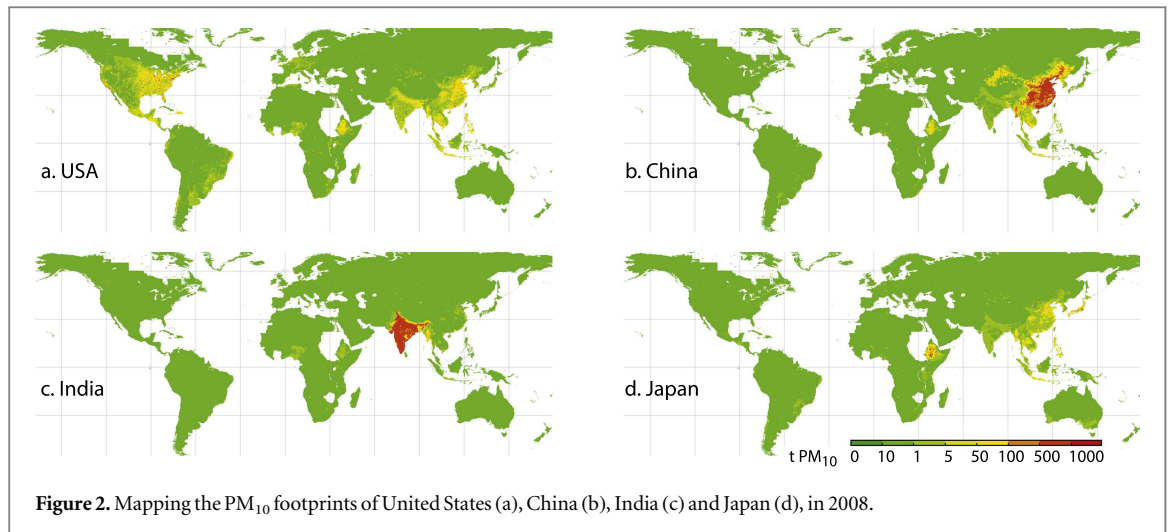 a. USA
b. China
c. India
d. Japan
t PM₁₀ 0 10 1 5 50 100 500 1000
Figure 2. Mapping the PM₁₀ footprints of United States (a), China (b), India (c) and Japan (d), in 2008.